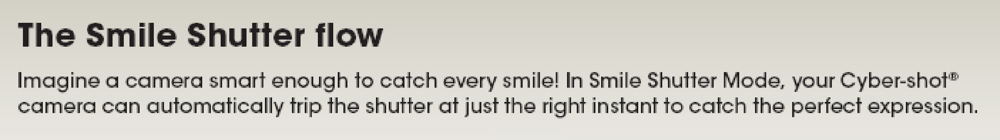 The Smile Shutter flow
Imagine a camera smart enough to catch every smile! In Smile Shutter Mode, your Cyber-shot®
camera can automatically trip the shutter at just the right instant to catch the perfect expression.